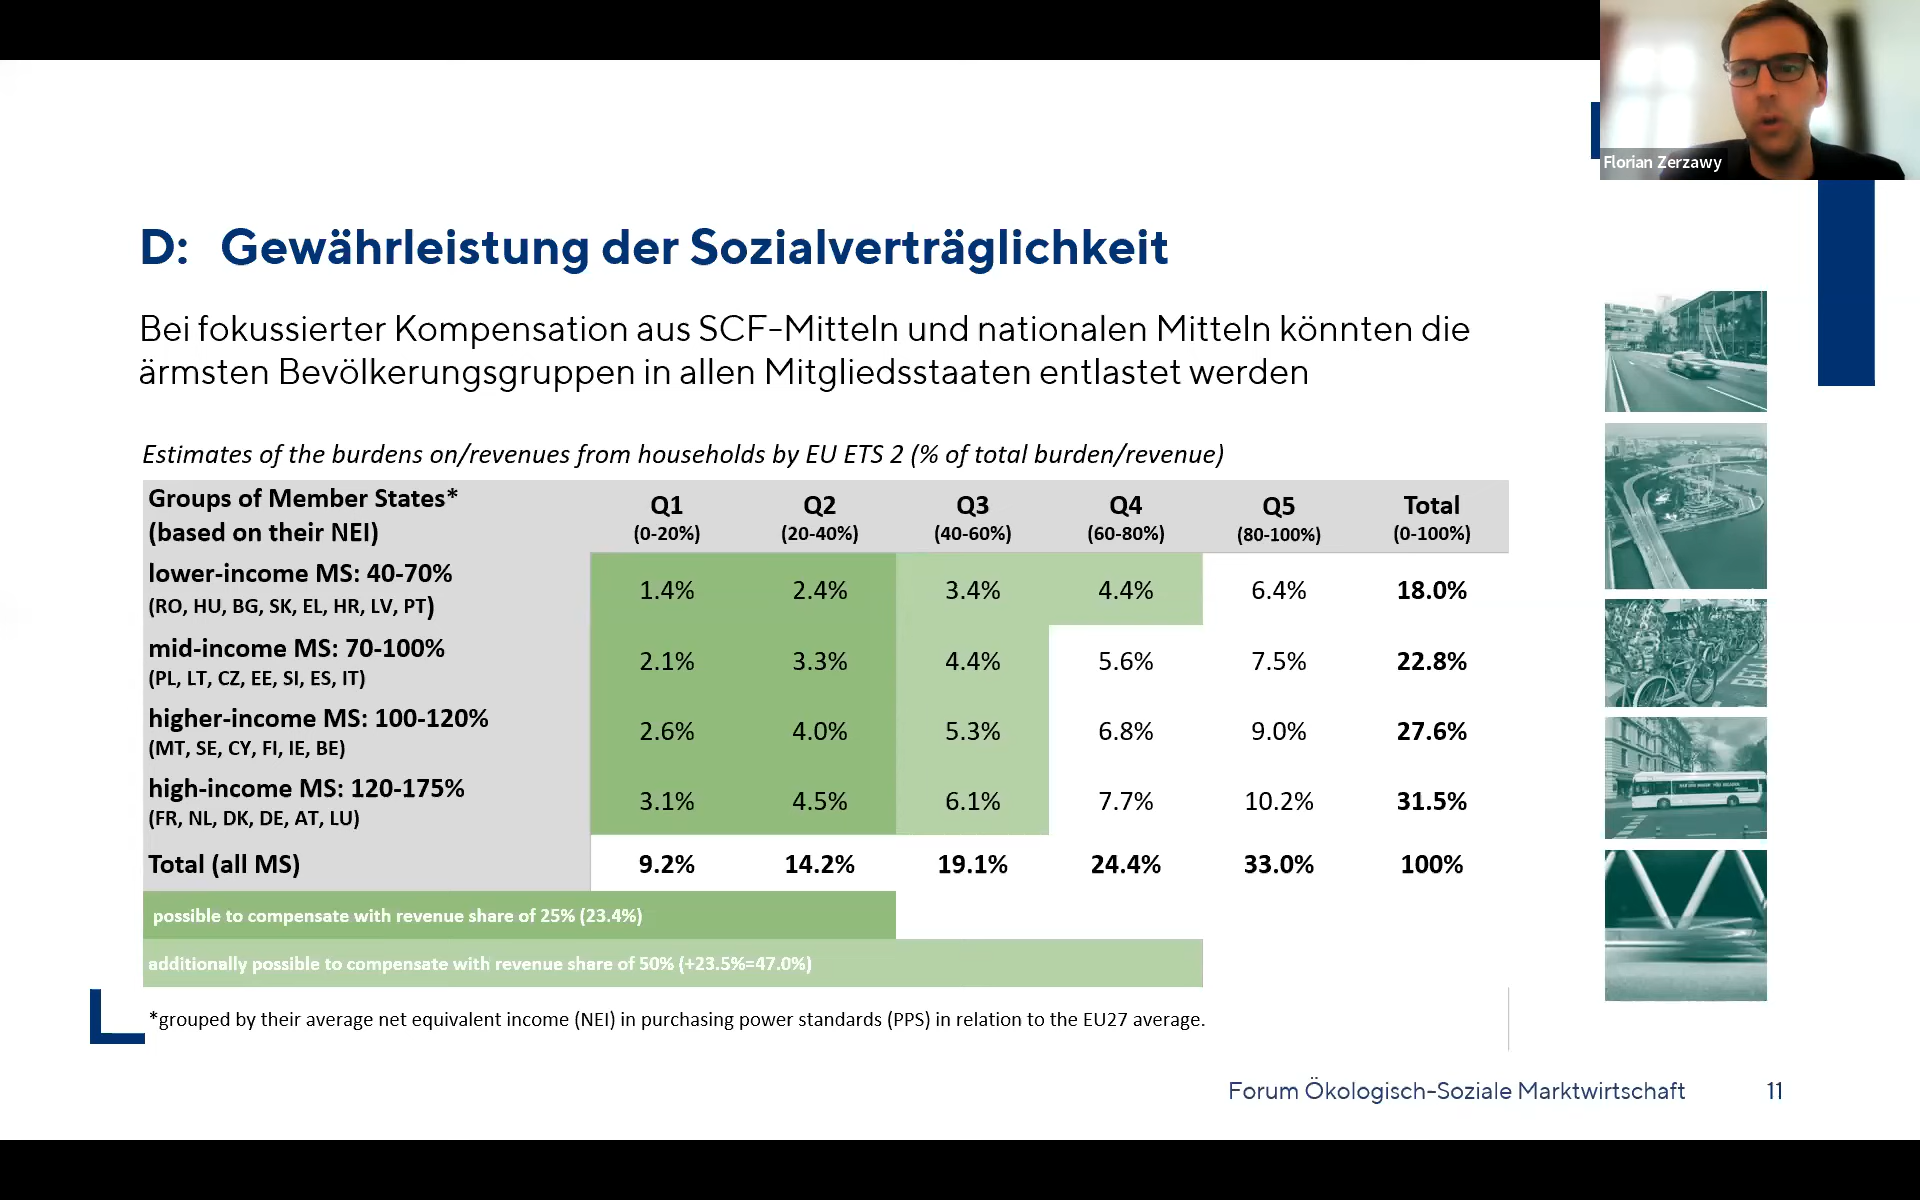 Florian Zerzawy
D: Gewährleistung der Sozialverträglichkeit
Bei fokussierter Kompensation aus SCF-Mitteln und nationalen Mitteln könnten die
ärmsten Bevölkerungsgruppen in allen Mitgliedsstaaten entlastet werden
Estimates of the burdens on/revenues from households by EU ETS 2 (% of total burden/revenue)
Groups of Member States* Q1 Q2 Q3 Q4 Q5 Total
(based on their NEI) (0-20%) (20-40%) (40-60%) (60-80%) (80-100%) (0-100%)
lower-income MS: 40-70%
(RO, HU, BG, SK, EL, HR, LV, PT) 1.4% 2.4% 3.4% 4.4% 6.4% 18.0%
mid-income MS: 70-100%
(PL, LT, CZ, EE, SI, ES, IT) 2.1% 3.3% 4.4% 5.6% 7.5% 22.8%
higher-income MS: 100-120%
(MT, SE, CY, FI, IE, BE) 2.6% 4.0% 5.3% 6.8% 9.0% 27.6%
high-income MS: 120-175%
(FR, NL, DK, DE, AT, LU) 3.1% 4.5% 6.1% 7.7% 10.2% 31.5%
Total (all MS) 9.2% 14.2% 19.1% 24.4% 33.0% 100%
possible to compensate with revenue share of 25% (23.4%)
additionally possible to compensate with revenue share of 50% (+23.5%=47.0%)
*grouped by their average net equivalent income (NEI) in purchasing power standards (PPS) in relation to the EU27 average.
Forum Ökologisch-Soziale Marktwirtschaft 11